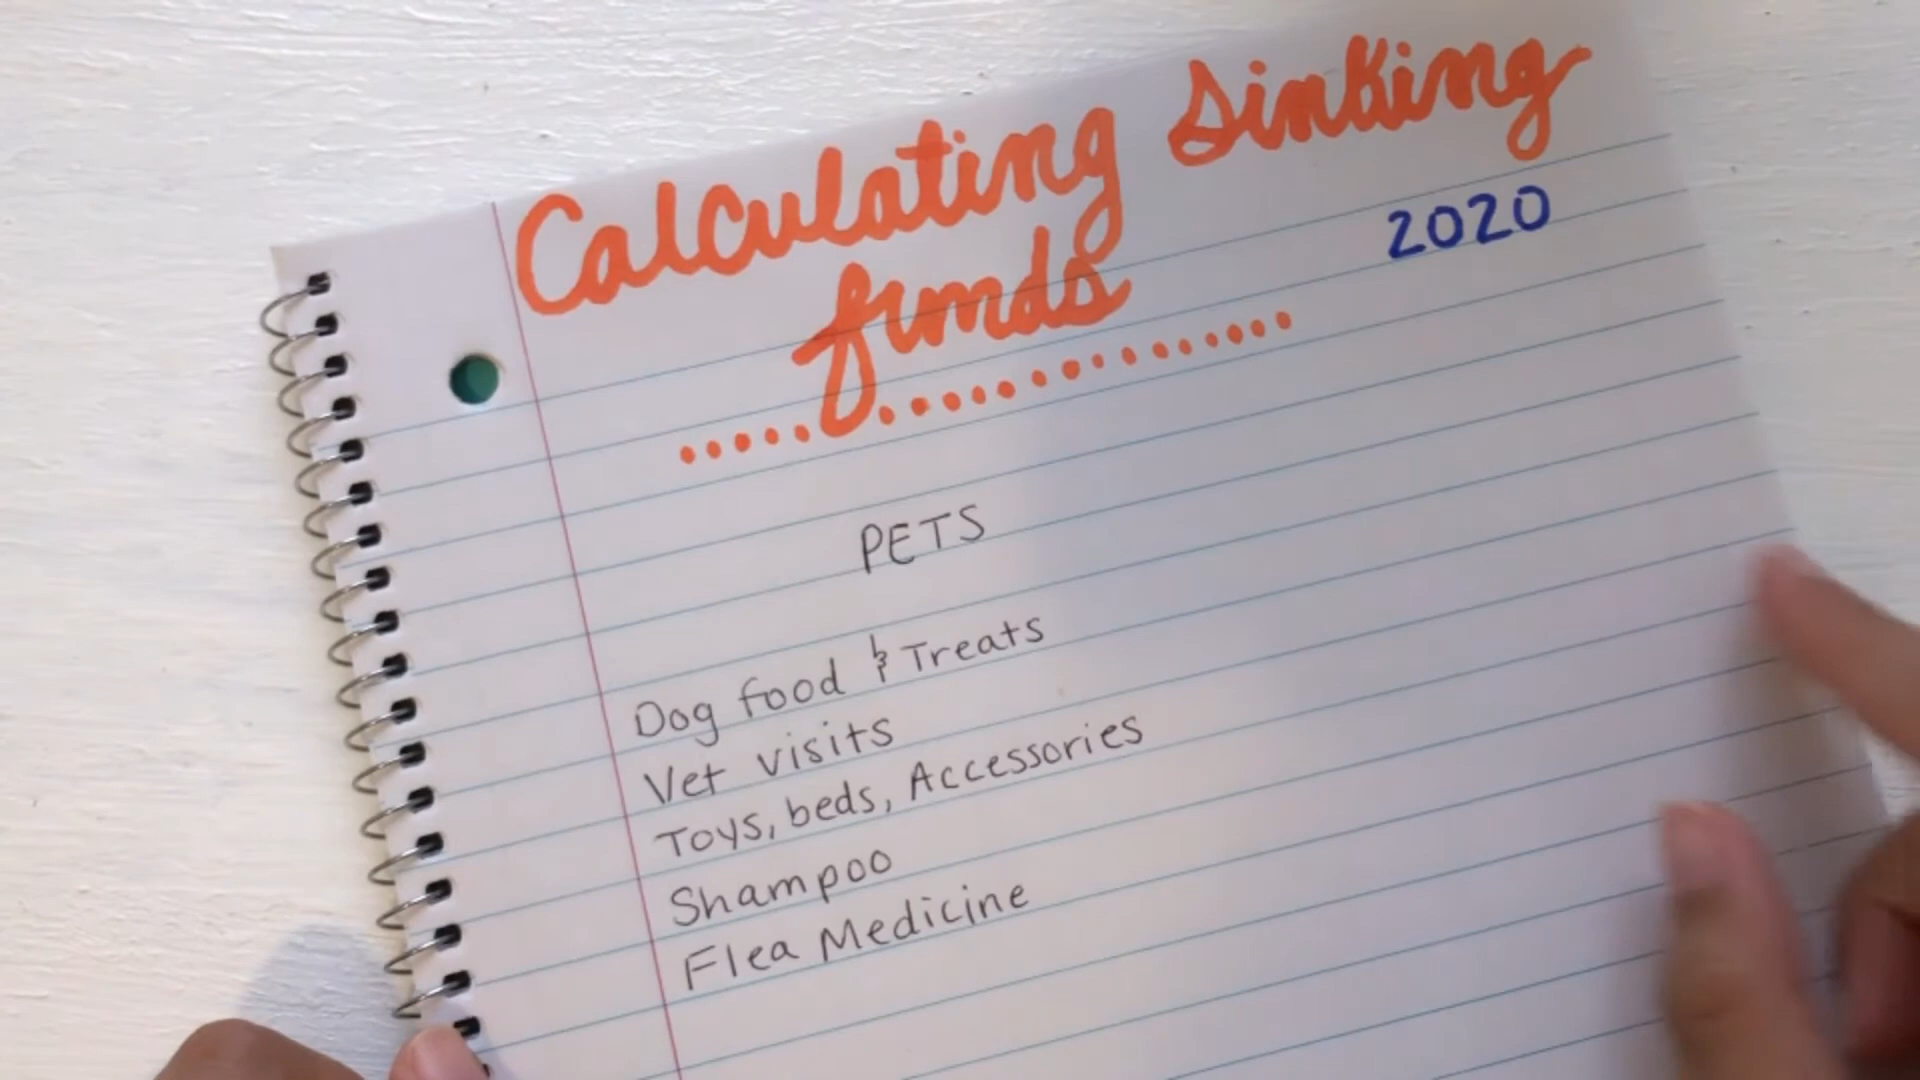 Calculating Sinking
funds
2020
PETS
Dog food & Treats
Vet visits
Toys, beds, Accessories
Shampoo
Flea Medicine